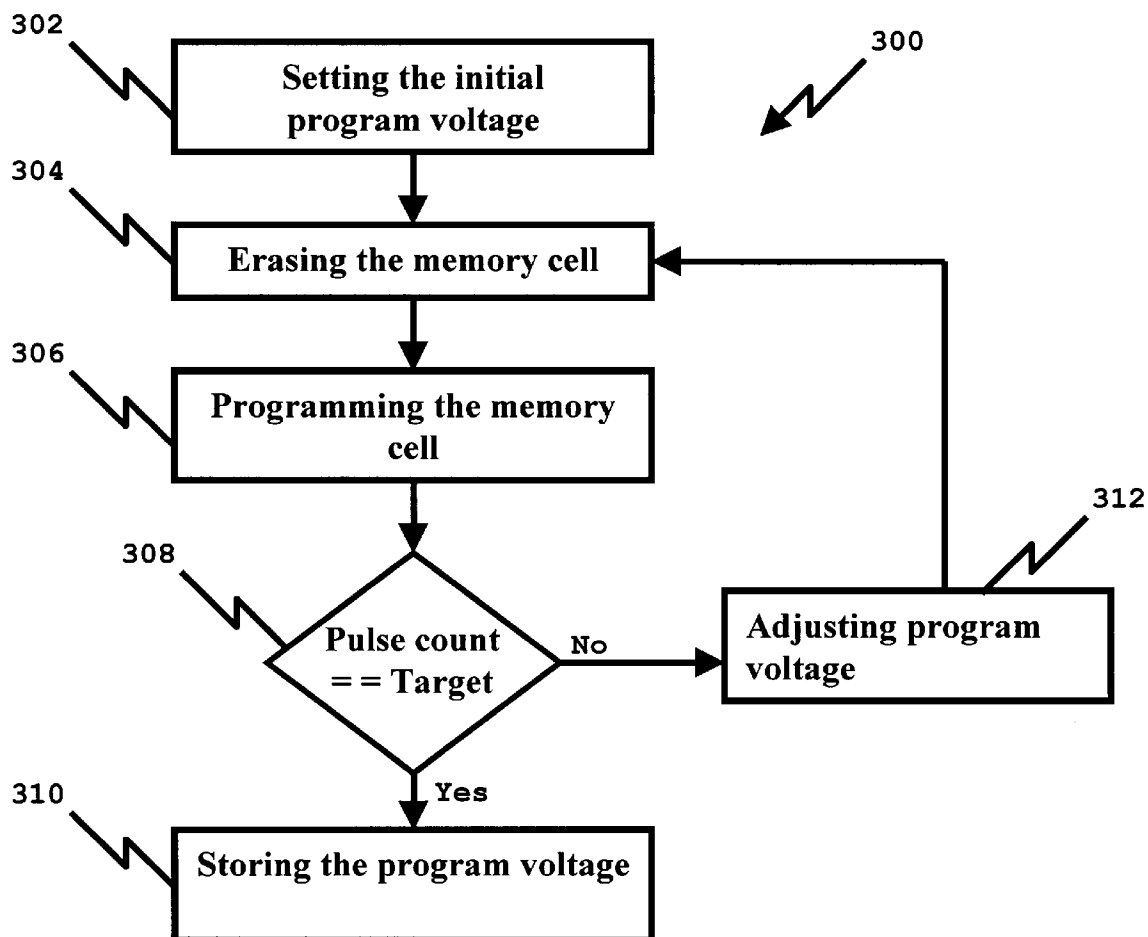 302
300
Setting the initial
program voltage
304
Erasing the memory cell
306
Programming the memory
cell
308
Pulse count
= = Target
No
312
Adjusting program
voltage
Yes
310
Storing the program voltage